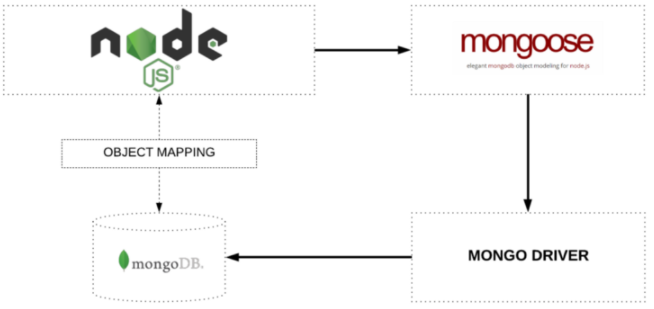 node
JS
mongoose
elegant mongodb object modeling for node.js
OBJECT MAPPING
mongoDB.
MONGO DRIVER